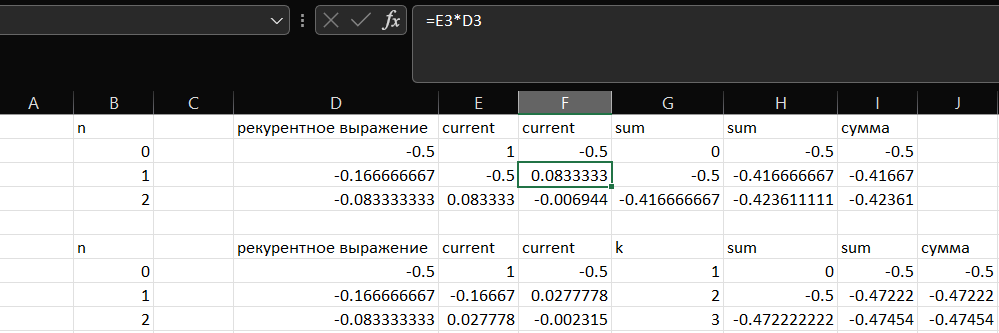 fx =E3*D3
A B C D E F G H I J
n рекурентное выражение current current sum sum сумма
0 -0.5 1 -0.5 0 -0.5 -0.5
1 -0.166666667 -0.5 0.0833333 -0.5 -0.416666667 -0.41667
2 -0.083333333 0.083333 -0.006944 -0.416666667 -0.423611111 -0.42361
n рекурентное выражение current current k sum sum сумма
0 -0.5 1 -0.5 1 0 -0.5 -0.5
1 -0.166666667 -0.16667 0.0277778 2 -0.5 -0.47222 -0.47222
2 -0.083333333 0.027778 -0.002315 3 -0.472222222 -0.47454 -0.47454